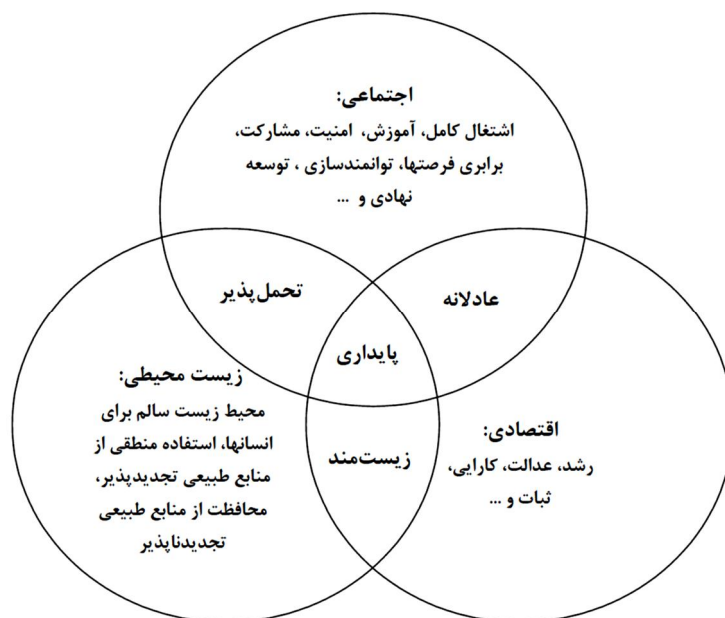 اجتماعی:
اشتغال کامل، آموزش، امنیت، مشارکت،
برابری فرصتها، توانمندسازی ، توسعه
نهادی و ...
تحمل‌پذیر
عادلانه
پایداری
زیست محیطی:
محیط زیست سالم برای
انسانها، استفاده منطقی از
منابع طبیعی تجدیدپذیر،
محافظت از منابع طبیعی
تجدیدناپذیر
زیست‌مند
اقتصادی:
رشد، عدالت، کارایی،
ثبات و ...